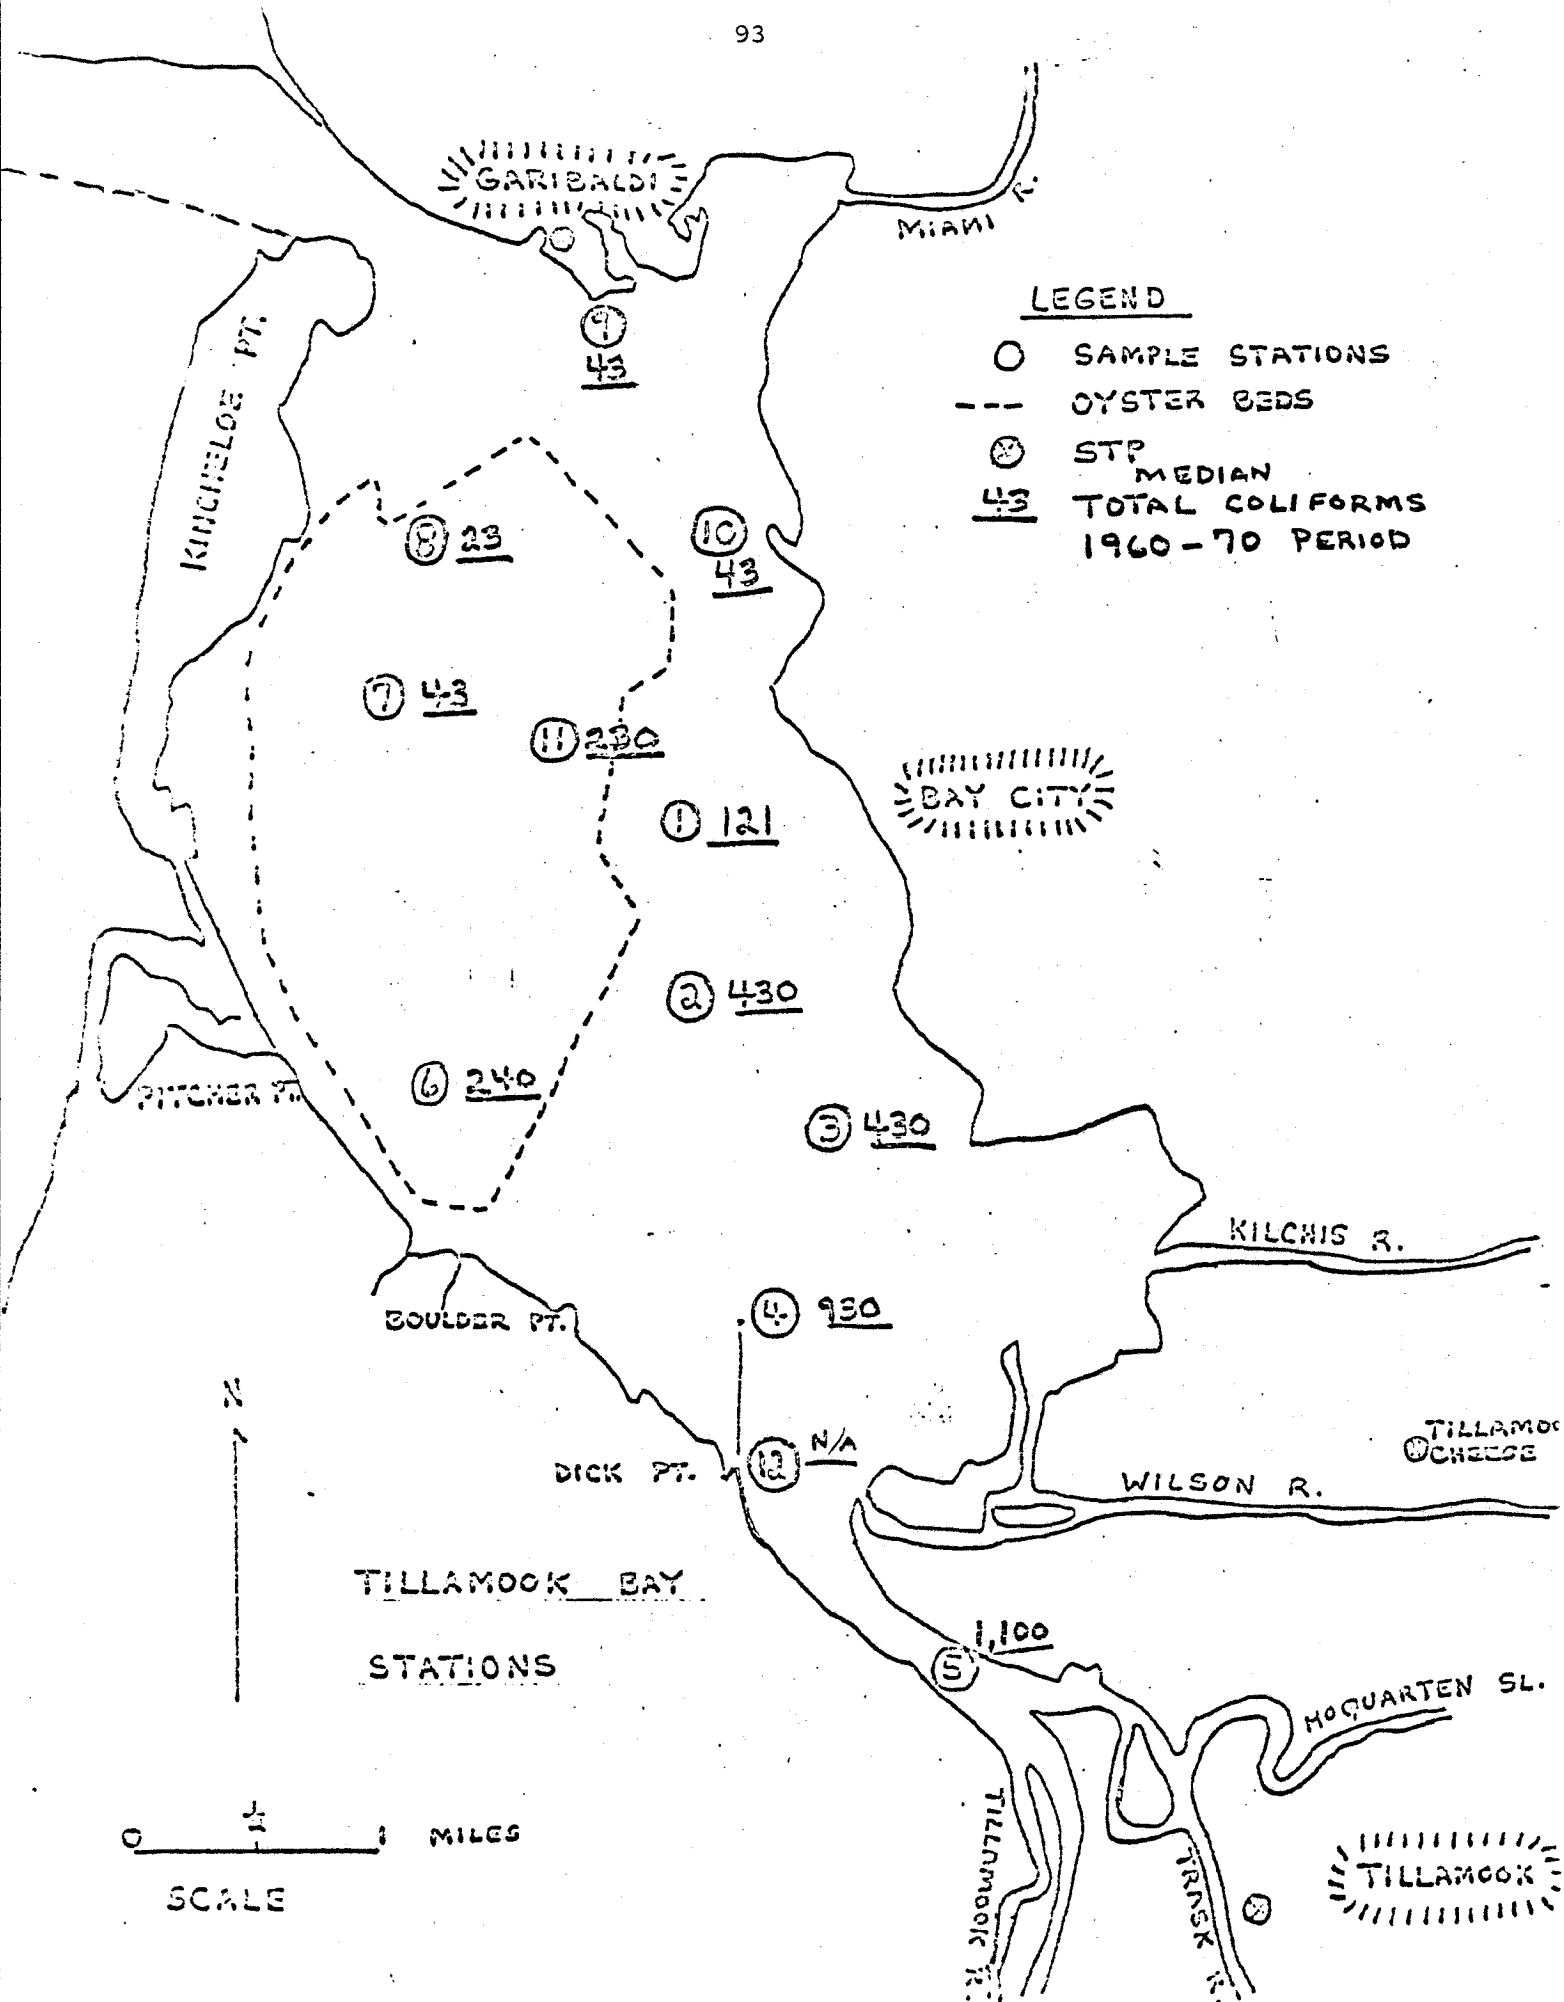 93
GARIBALDI
MIAMI R.
LEGEND
SAMPLE STATIONS
OYSTER BEDS
STP
MEDIAN
43 TOTAL COLIFORMS
1960-70 PERIOD
KINCHELOE PT.
9
43
8 23
10
43
7 43
11 230
BAY CITY
1 121
2 430
PITCHER PT.
6 240
3 430
KILCHIS R.
BOULDER PT.
4 930
N
N/A
12
DICK PT.
TILLAMOO
CHEESE
WILSON R.
TILLAMOOK BAY
STATIONS
1,100
5
HOQUARTEN SL.
TILLAMOOK R.
TRASK R.
TILLAMOOK
0 ½ 1 MILES
SCALE